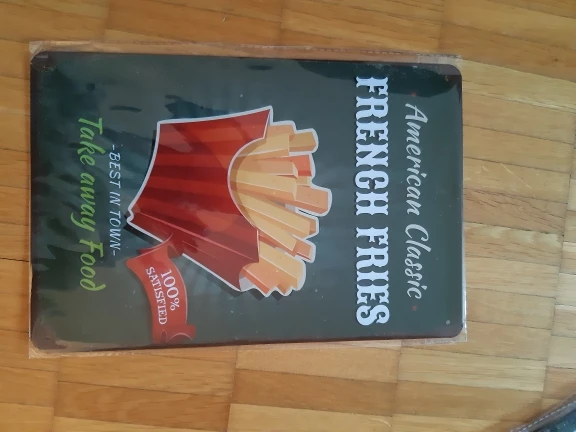 American Classic
FRENCH FRIES
100%
SATISFIED
-BEST IN TOWN-
Take away Food